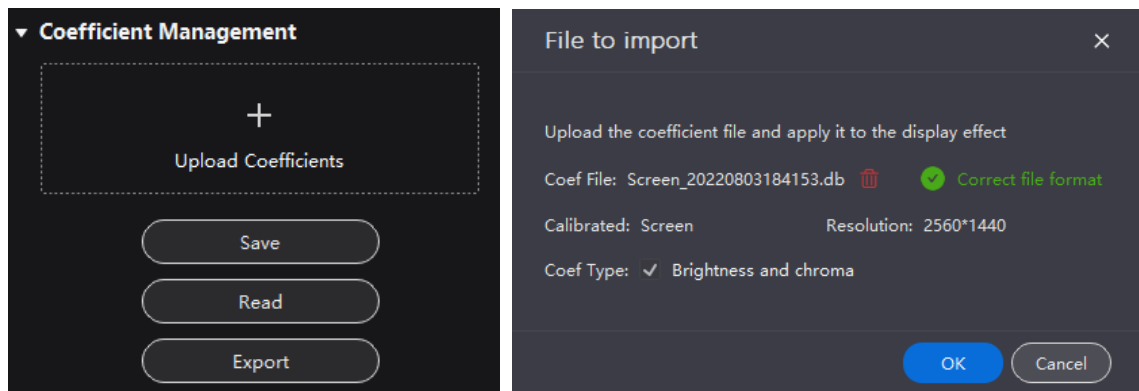 Coefficient Management
Upload Coefficients
Save
Read
Export
File to import
Upload the coefficient file and apply it to the display effect
Coef File: Screen_20220803184153.db Correct file format
Calibrated: Screen Resolution: 2560*1440
Coef Type: Brightness and chroma
OK Cancel